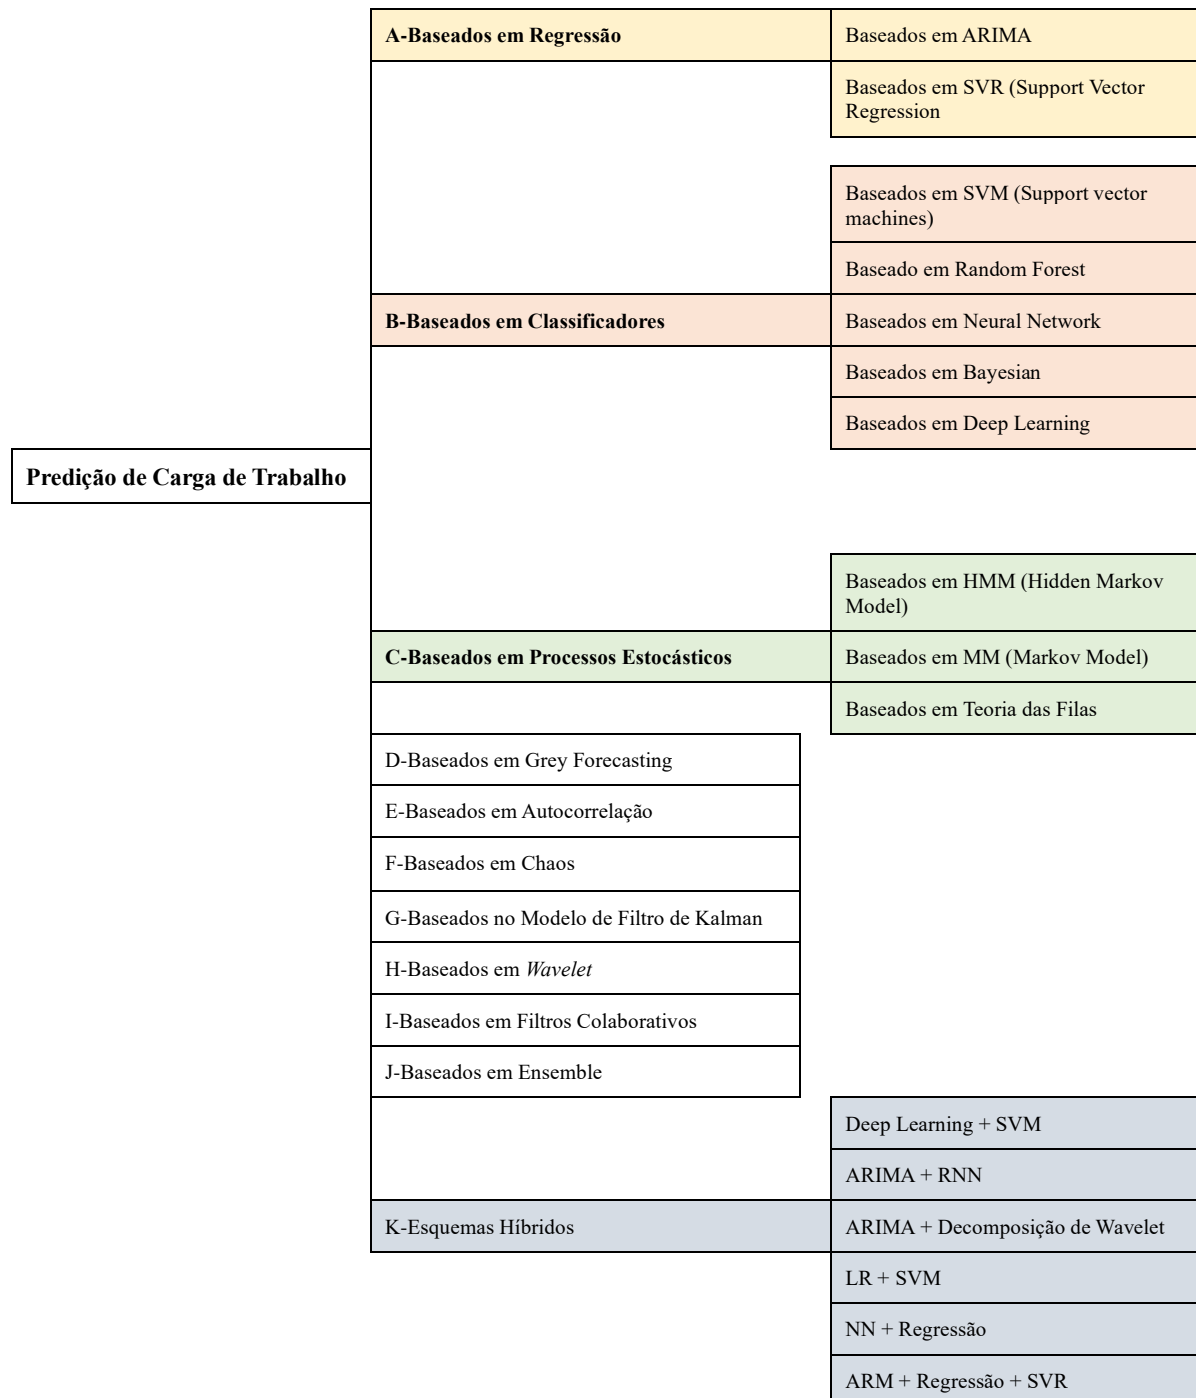 A-Baseados em Regressão
Baseados em ARIMA
Baseados em SVR (Support Vector
Regression
Baseados em SVM (Support vector
machines)
Baseado em Random Forest
B-Baseados em Classificadores
Baseados em Neural Network
Baseados em Bayesian
Baseados em Deep Learning
Predição de Carga de Trabalho
Baseados em HMM (Hidden Markov
Model)
C-Baseados em Processos Estocásticos
Baseados em MM (Markov Model)
Baseados em Teoria das Filas
D-Baseados em Grey Forecasting
E-Baseados em Autocorrelação
F-Baseados em Chaos
G-Baseados no Modelo de Filtro de Kalman
H-Baseados em Wavelet
I-Baseados em Filtros Colaborativos
J-Baseados em Ensemble
Deep Learning + SVM
ARIMA + RNN
K-Esquemas Híbridos
ARIMA + Decomposição de Wavelet
LR + SVM
NN + Regressão
ARM + Regressão + SVR